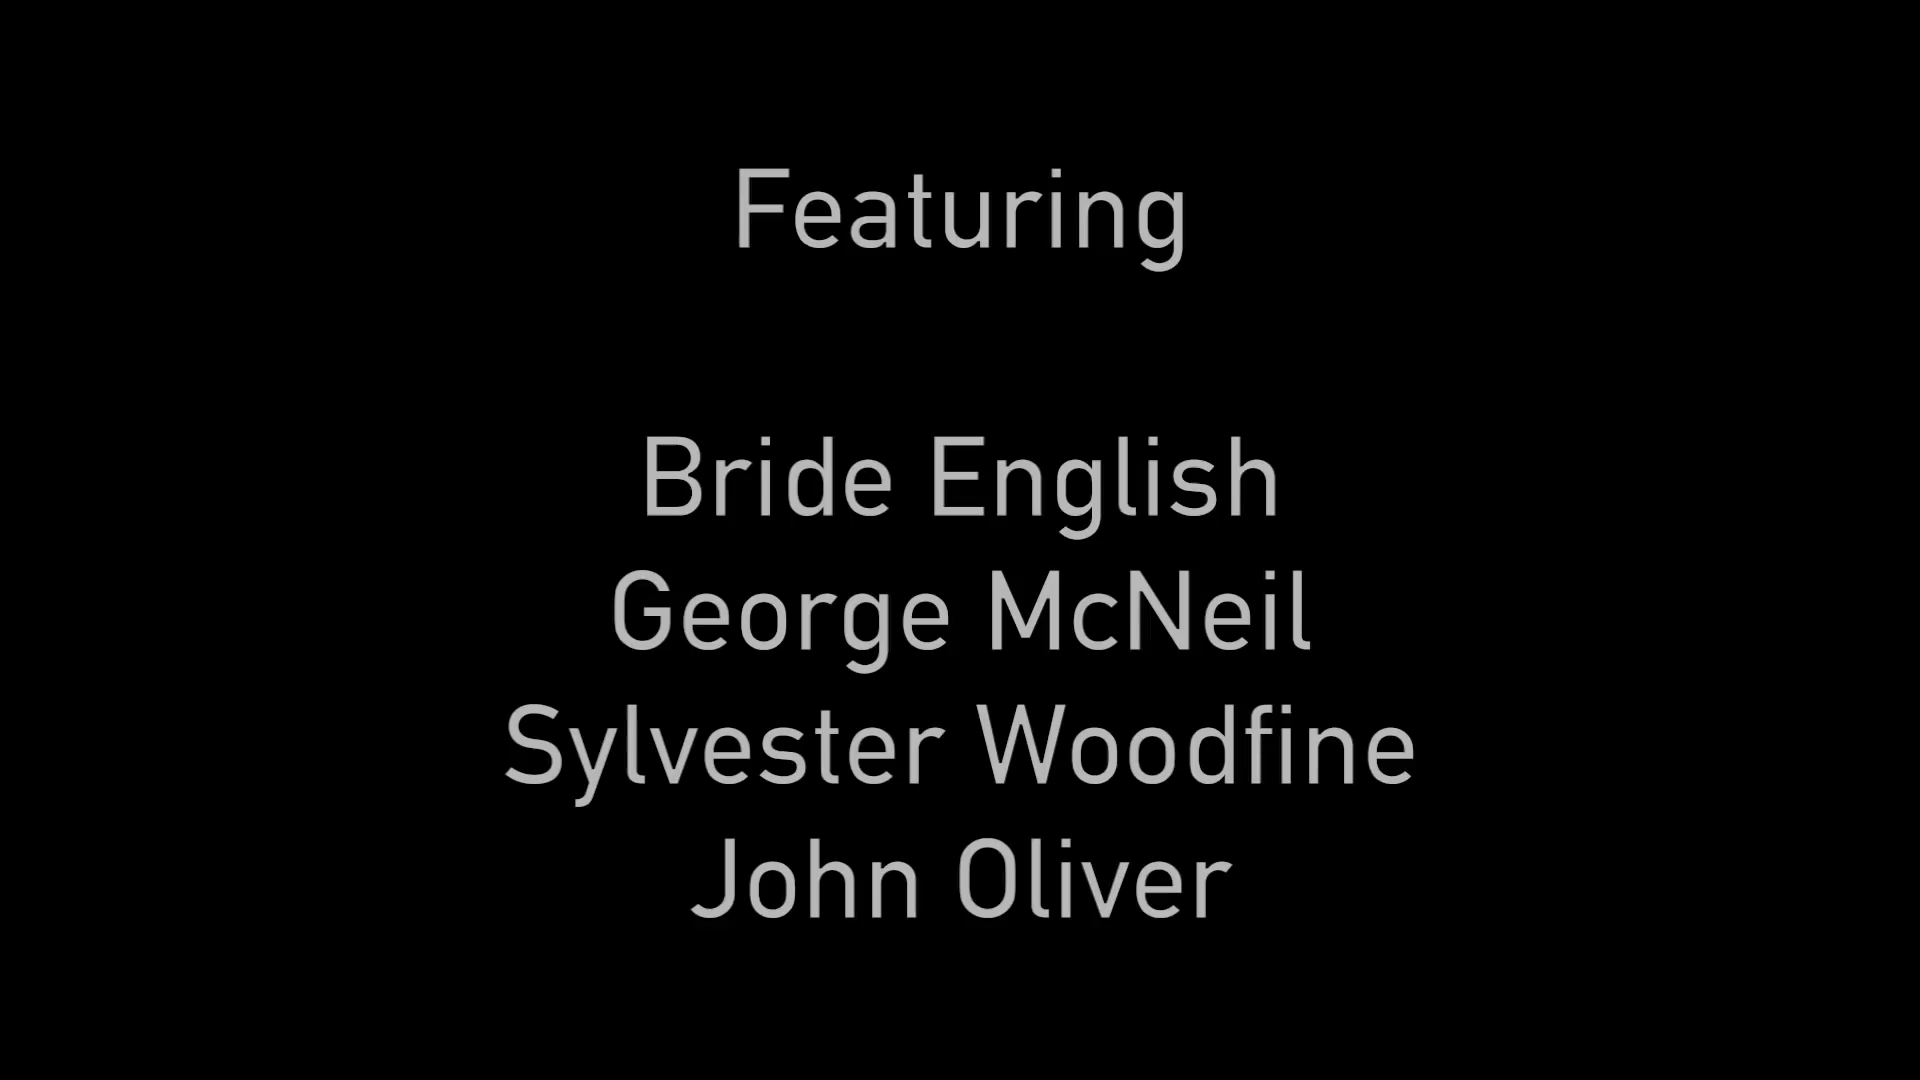 Featuring
Bride English
George McNeil
Sylvester Woodfine
John Oliver